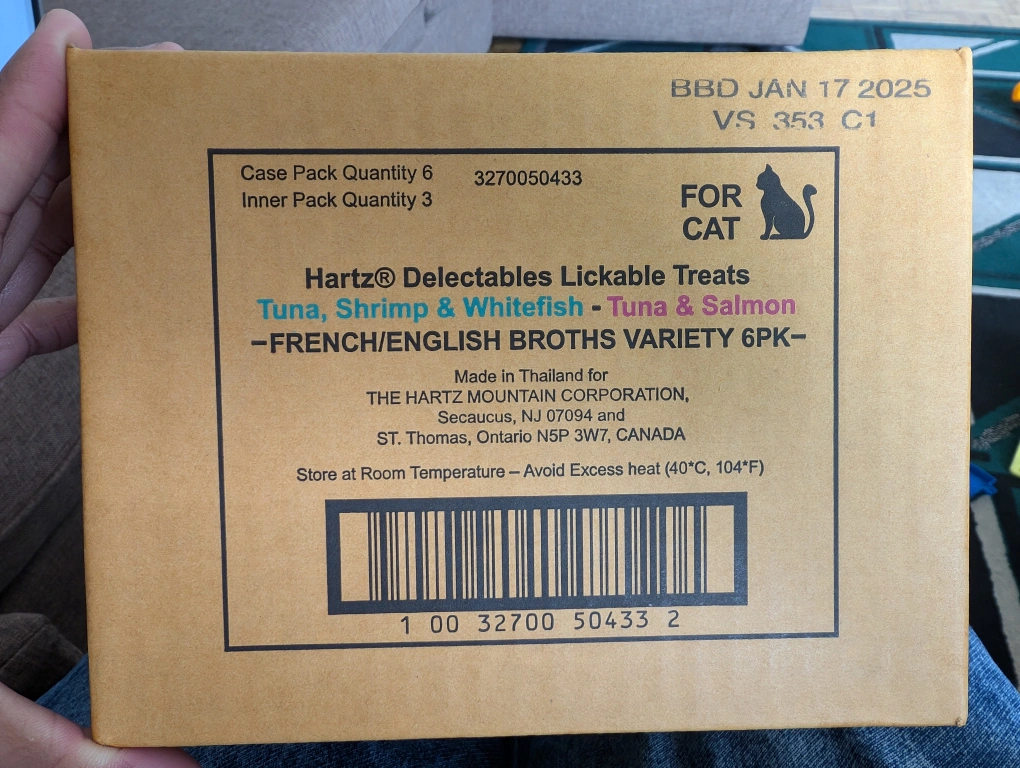 BBD JAN 17 2025
VS 353 C1
Case Pack Quantity 6
Inner Pack Quantity 3
3270050433
FOR
CAT
Hartz® Delectables Lickable Treats
Tuna, Shrimp & Whitefish - Tuna & Salmon
–FRENCH/ENGLISH BROTHS VARIETY 6PK–
Made in Thailand for
THE HARTZ MOUNTAIN CORPORATION,
Secaucus, NJ 07094 and
ST. Thomas, Ontario N5P 3W7, CANADA
Store at Room Temperature – Avoid Excess heat (40*C, 104*F)
1 00 32700 50433 2